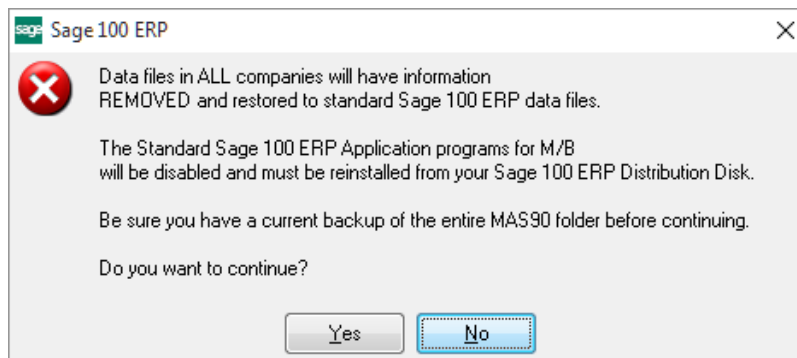 sage Sage 100 ERP
Data files in ALL companies will have information
REMOVED and restored to standard Sage 100 ERP data files.
The Standard Sage 100 ERP Application programs for M/B
will be disabled and must be reinstalled from your Sage 100 ERP Distribution Disk.
Be sure you have a current backup of the entire MAS90 folder before continuing.
Do you want to continue?
Yes No